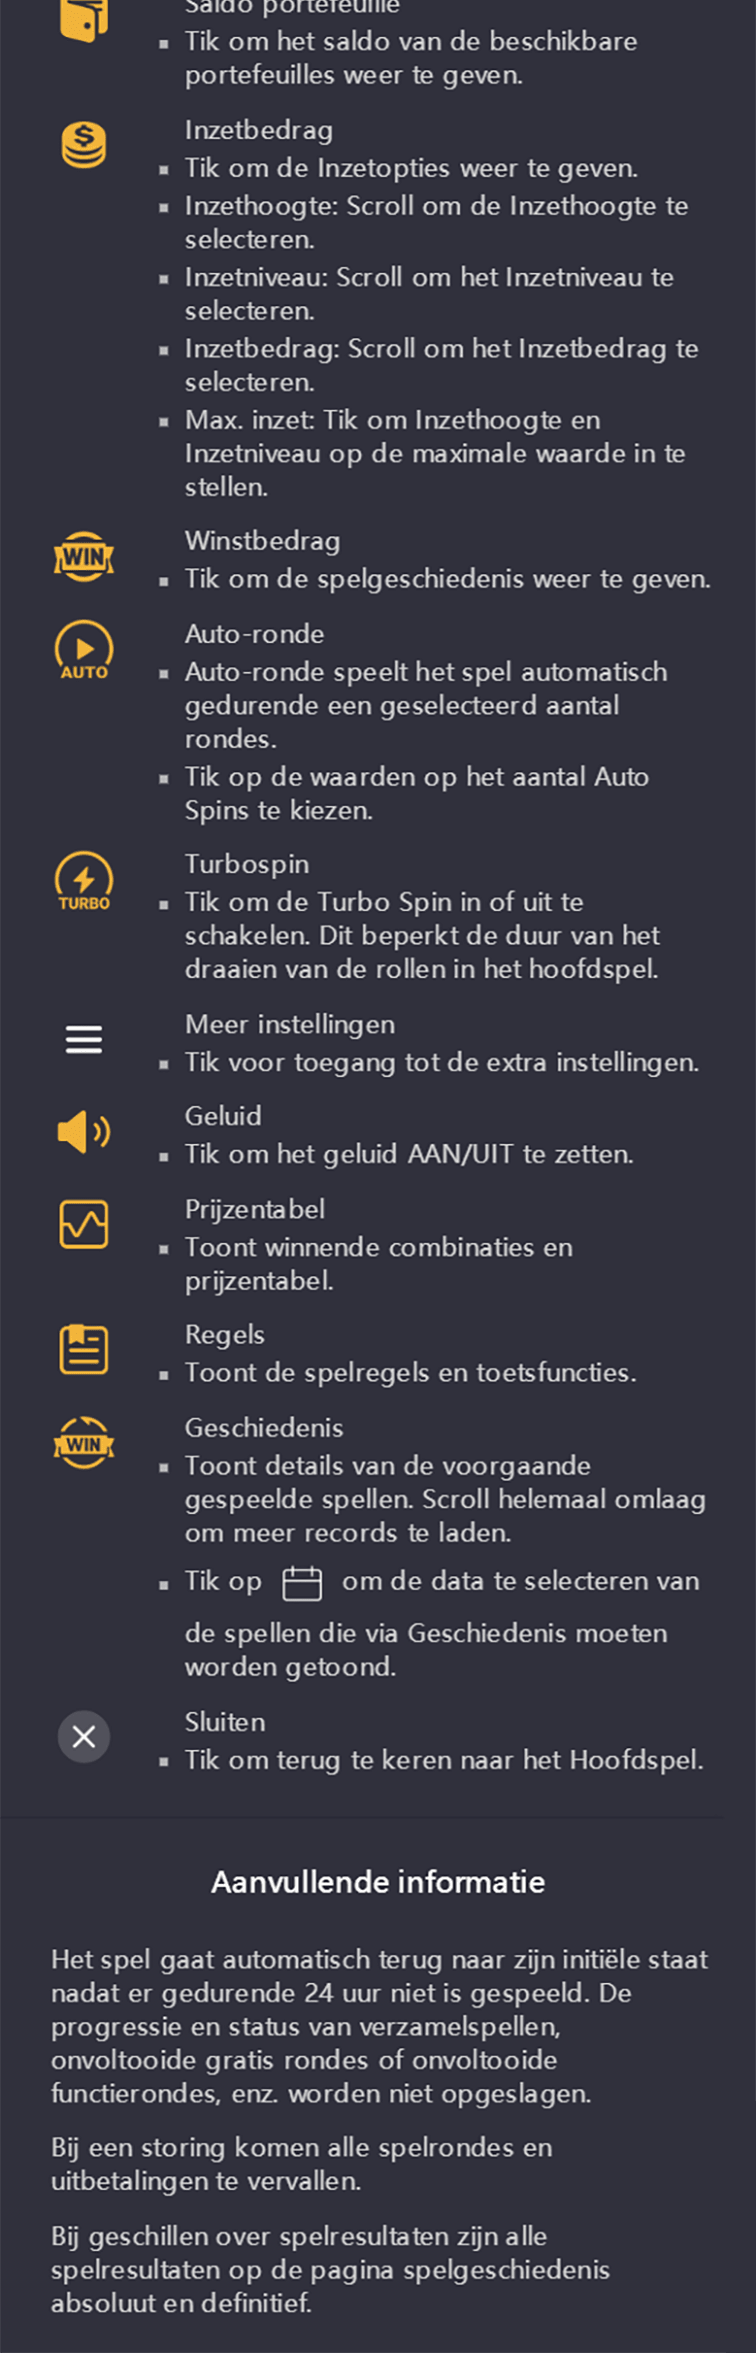 Saldo portefeuille
Tik om het saldo van de beschikbare
portefeuilles weer te geven.
Inzetbedrag
Tik om de Inzetopties weer te geven.
Inzethoogte: Scroll om de Inzethoogte te
selecteren.
Inzetniveau: Scroll om het Inzetniveau te
selecteren.
Inzetbedrag: Scroll om het Inzetbedrag te
selecteren.
Max. inzet: Tik om Inzethoogte en
Inzetniveau op de maximale waarde in te
stellen.
WIN
Winstbedrag
Tik om de spelgeschiedenis weer te geven.
AUTO
Auto-ronde
Auto-ronde speelt het spel automatisch
gedurende een geselecteerd aantal
rondes.
Tik op de waarden op het aantal Auto
Spins te kiezen.
TURBO
Turbospin
Tik om de Turbo Spin in of uit te
schakelen. Dit beperkt de duur van het
draaien van de rollen in het hoofdspel.
Meer instellingen
Tik voor toegang tot de extra instellingen.
Geluid
Tik om het geluid AAN/UIT te zetten.
Prijzentabel
Toont winnende combinaties en
prijzentabel.
Regels
Toont de spelregels en toetsfuncties.
WIN
Geschiedenis
Toont details van de voorgaande
gespeelde spellen. Scroll helemaal omlaag
om meer records te laden.
Tik op om de data te selecteren van
de spellen die via Geschiedenis moeten
worden getoond.
Sluiten
Tik om terug te keren naar het Hoofdspel.
Aanvullende informatie
Het spel gaat automatisch terug naar zijn initiële staat
nadat er gedurende 24 uur niet is gespeeld. De
progressie en status van verzamelspellen,
onvoltooide gratis rondes of onvoltooide
functierondes, enz. worden niet opgeslagen.
Bij een storing komen alle spelrondes en
uitbetalingen te vervallen.
Bij geschillen over spelresultaten zijn alle
spelresultaten op de pagina spelgeschiedenis
absoluut en definitief.